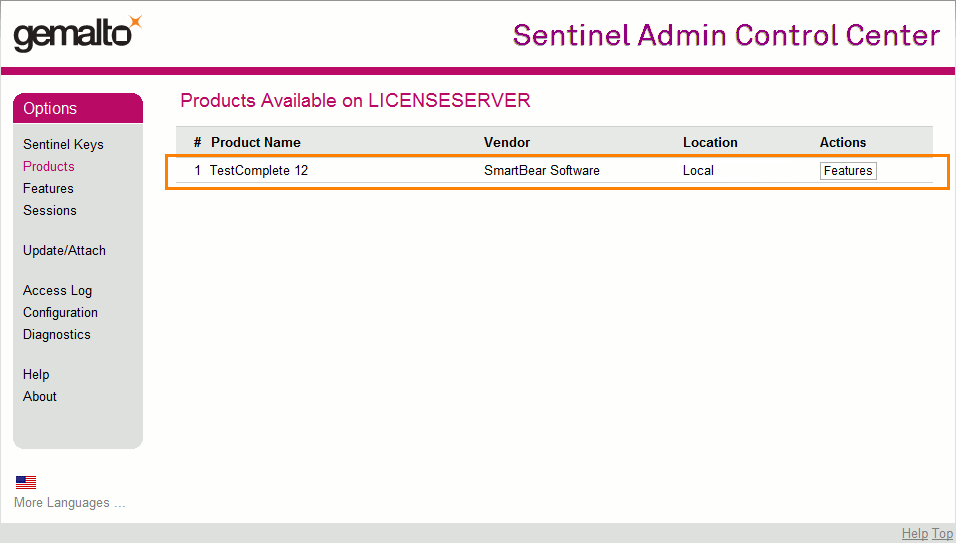 gemalto
Sentinel Admin Control Center
Options
Sentinel Keys
Products
Features
Sessions
Update/Attach
Access Log
Configuration
Diagnostics
Help
About
More Languages ...
Products Available on LICENSESERVER
# Product Name Vendor Location Actions
1 TestComplete 12 SmartBear Software Local Features
Help Top